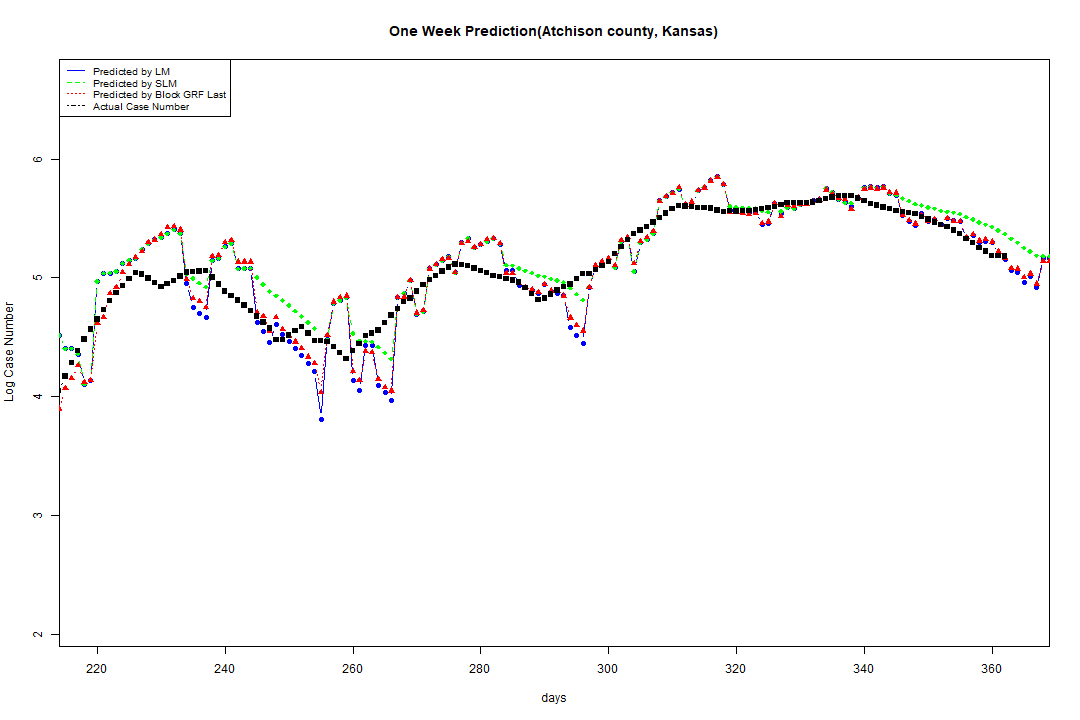 One Week Prediction(Atchison county, Kansas)
Predicted by LM
Predicted by SLM
Predicted by Block GRF Last
Actual Case Number
6
5
4
3
2
Log Case Number
220 240 260 280 300 320 340 360
days